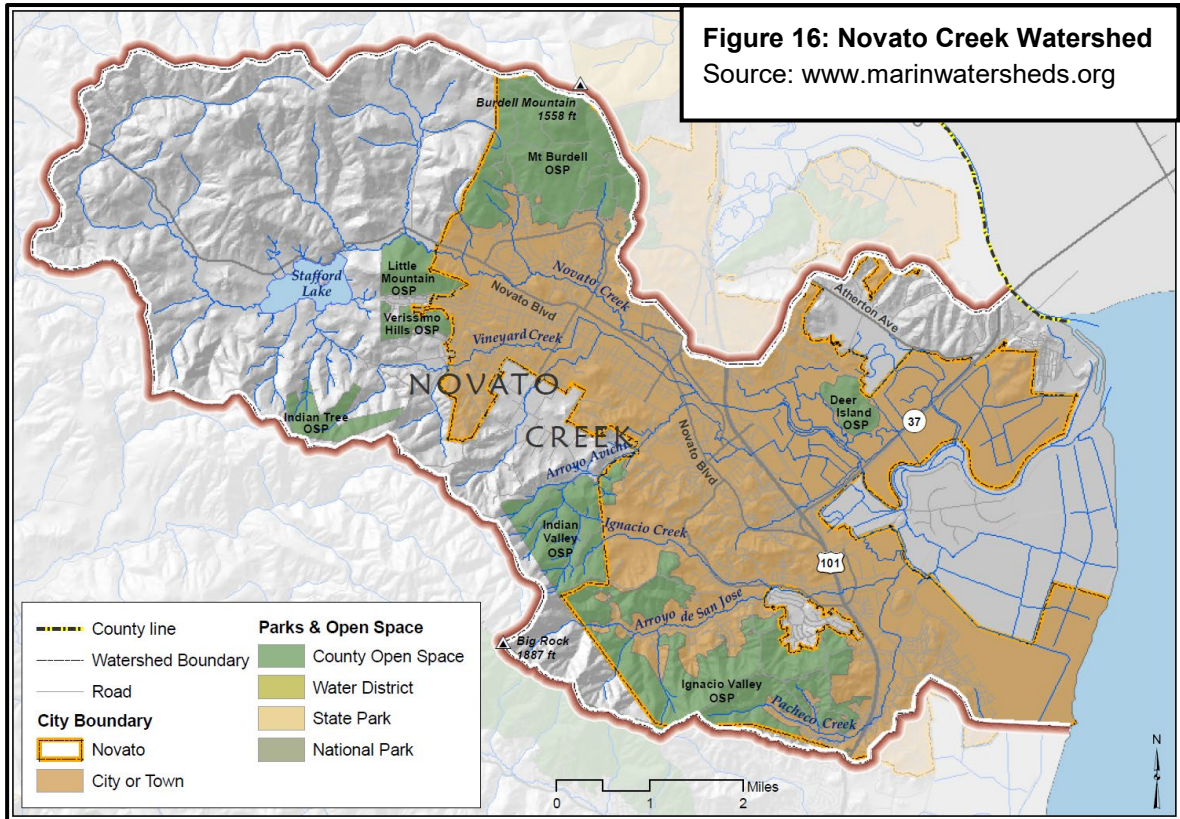 Figure 16: Novato Creek Watershed
Source: www.marinwatersheds.org
Burdell Mountain
1558 ft
Mt Burdell
OSP
Stafford
Lake
Little
Mountain
OSP
Verissimo
Hills OSP
Novato Creek
Novato Blvd
Vineyard Creek
Atherton Ave
NOVATO
CREEK
Indian Tree
OSP
Deer
Island
OSP
37
Arroyo Avichi
Novato Blvd
Indian
Valley
OSP
Ignacio Creek
101
Arroyo de San Jose
Big Rock
1887 ft
Ignacio Valley
OSP
Pacheco Creek
County line
Watershed Boundary
Road
City Boundary
Novato
City or Town
Parks & Open Space
County Open Space
Water District
State Park
National Park
Miles
0 1 2
N